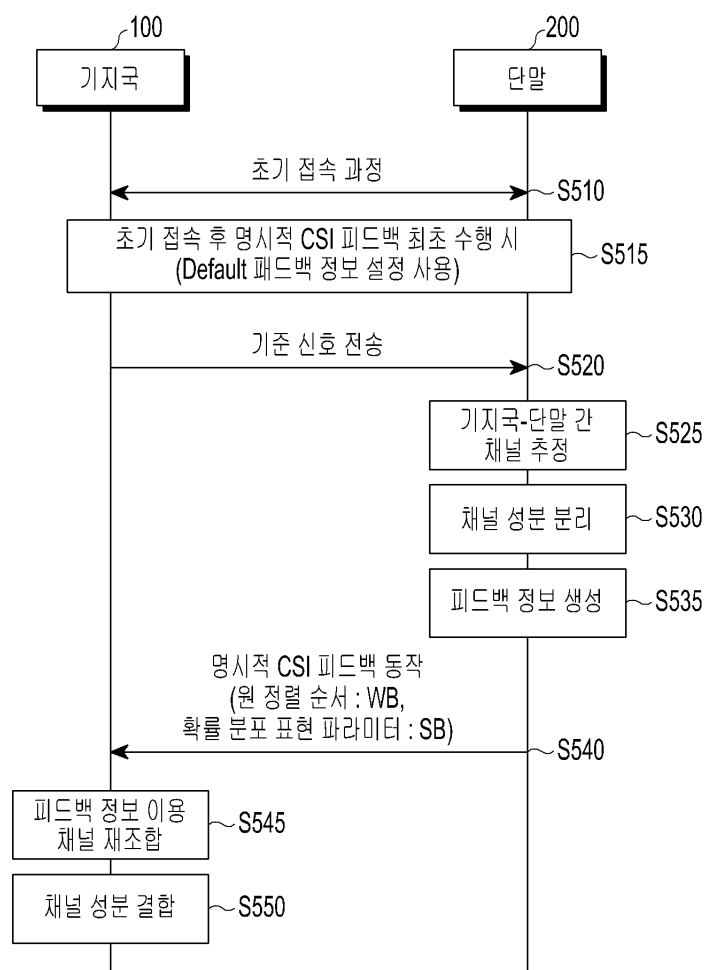 100
200
기지국
단말
초기 접속 과정
S510
초기 접속 후 명시적 CSI 피드백 최초 수행 시
(Default 패드백 정보 설정 사용)
S515
기준 신호 전송
S520
기지국-단말 간
채널 추정
S525
채널 성분 분리
S530
피드백 정보 생성
S535
명시적 CSI 피드백 동작
(원 정렬 순서 : WB,
확률 분포 표현 파라미터 : SB)
S540
피드백 정보 이용
채널 재조합
S545
채널 성분 결합
S550